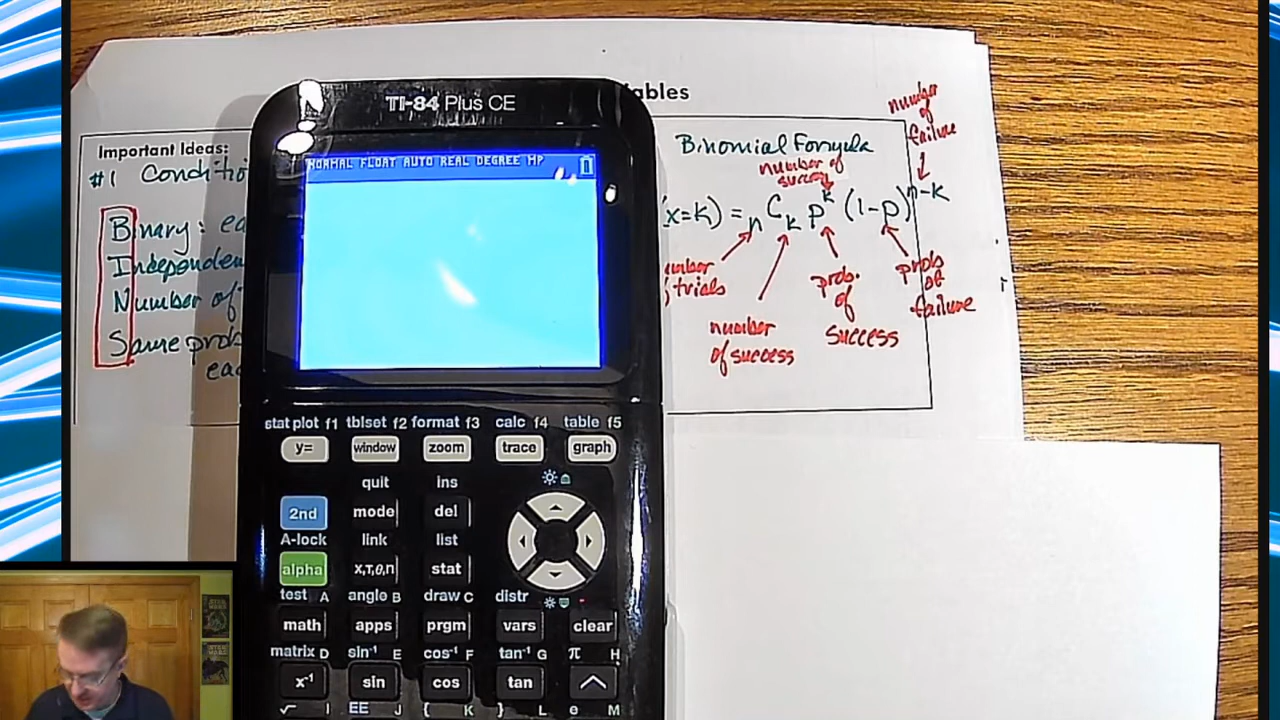 ables
Important Ideas:
#1 Conditio
Binary: ea
Independen
Number of
Same prob
eac
Binomial Formula
number of success
number of failure
(x=k) = nCk p^k (1-p)^n-k
number of trials
number of success
prob. of success
prob of failure
TI-84 Plus CE
NORMAL FLOAT AUTO REAL DEGREE MP
stat plot f1 tblset f2 format f3 calc f4 table f5
y= window zoom trace graph
quit ins
2nd mode del
A-lock link list
alpha x,T,θ,n stat
test A angle B draw C distr
math apps prgm vars clear
matrix D sin⁻¹ E cos⁻¹ F tan⁻¹ G π H
x⁻¹ sin cos tan ^
√ I EE J { K } L e M